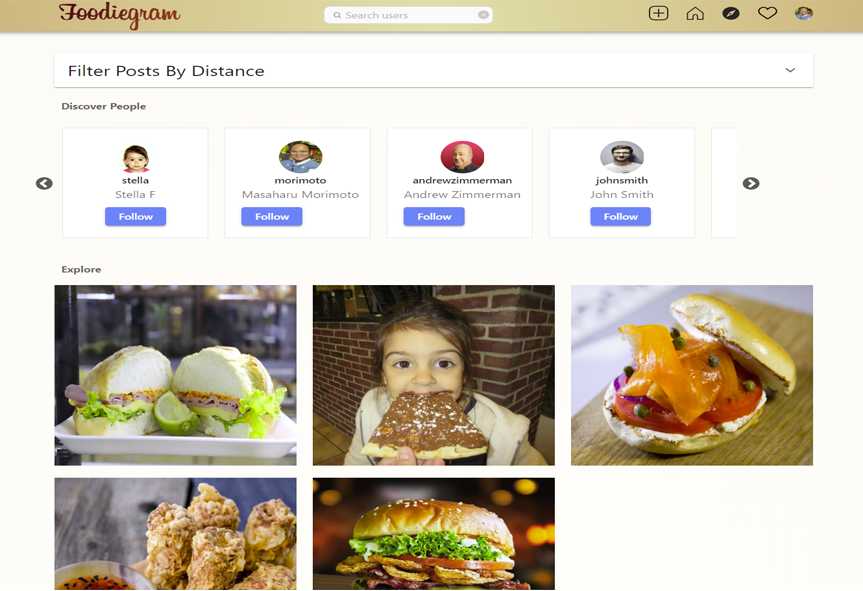 Foodiegram
Search users
Filter Posts By Distance
Discover People
stella
Stella F
Follow
morimoto
Masaharu Morimoto
Follow
andrewzimmerman
Andrew Zimmerman
Follow
johnsmith
John Smith
Follow
Explore